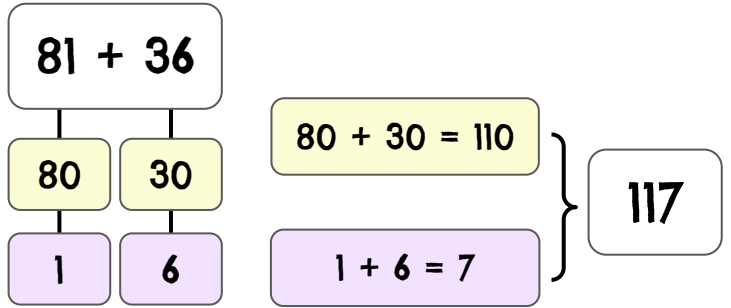 81 + 36
80
30
1
6
80 + 30 = 110
1 + 6 = 7
117